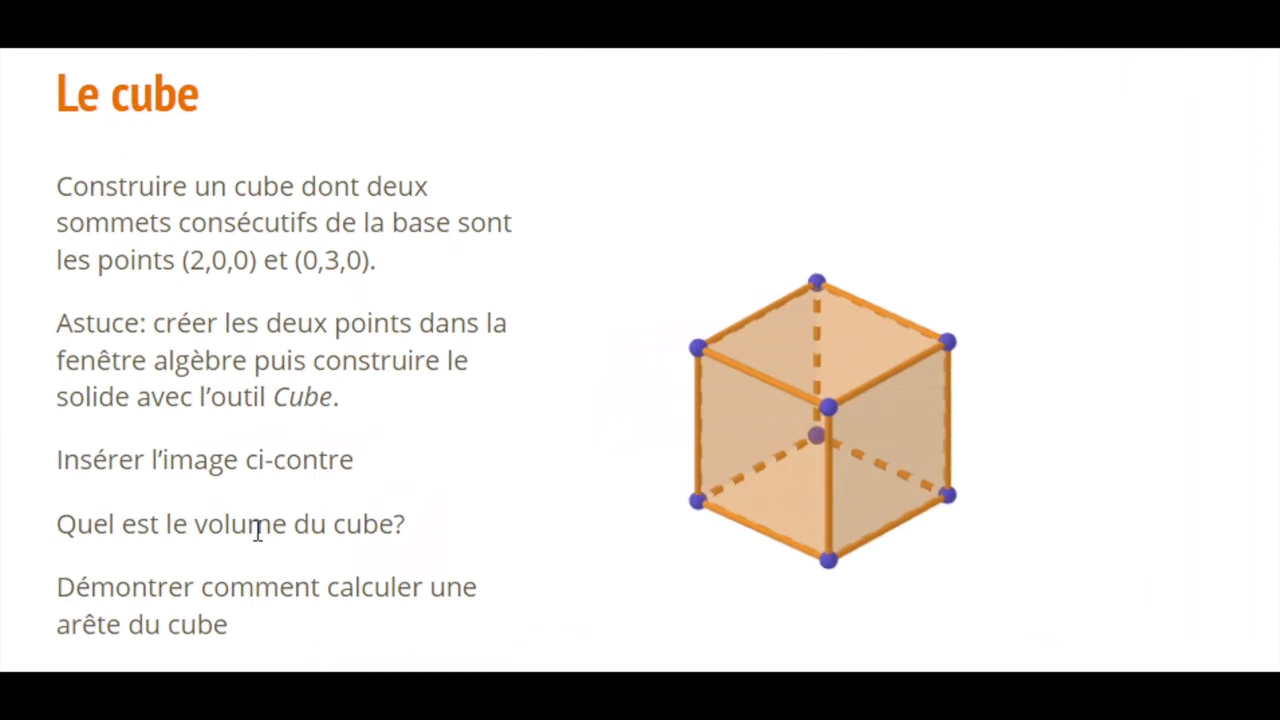 Le cube
Construire un cube dont deux
sommets consécutifs de la base sont
les points (2,0,0) et (0,3,0).
Astuce: créer les deux points dans la
fenêtre algèbre puis construire le
solide avec l’outil Cube.
Insérer l’image ci-contre
Quel est le volume du cube?
Démontrer comment calculer une
arête du cube